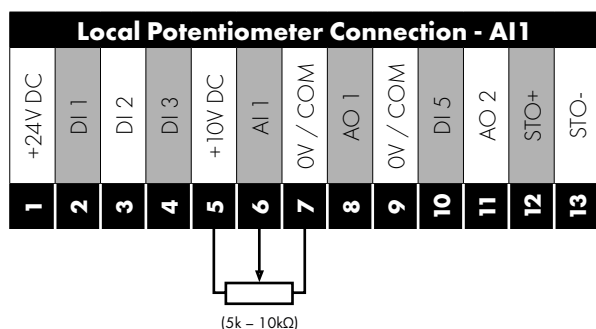 Local Potentiometer Connection - AI1
+24V DC
DI 1
DI 2
DI 3
+10V DC
AI 1
0V / COM
AO 1
0V / COM
DI 5
AO 2
STO+
STO-
1
2
3
4
5
6
7
8
9
10
11
12
13
(5k – 10kΩ)